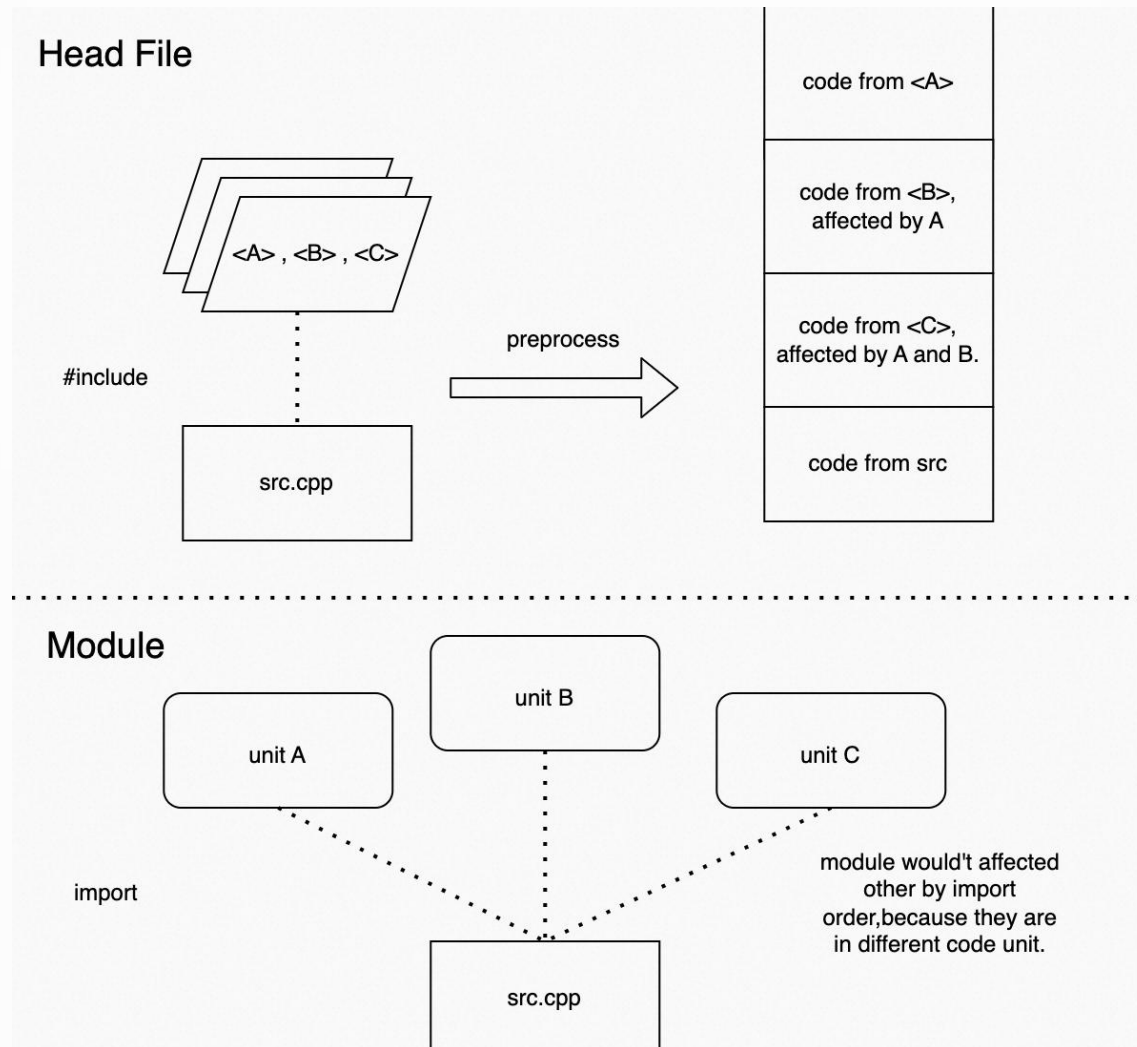 Head File
code from <A>
code from <B>,
affected by A
<A> , <B> , <C>
code from <C>,
affected by A and B.
preprocess
#include
src.cpp
code from src
Module
unit B
unit A
unit C
import
module would't affected
other by import
order,because they are
in different code unit.
src.cpp